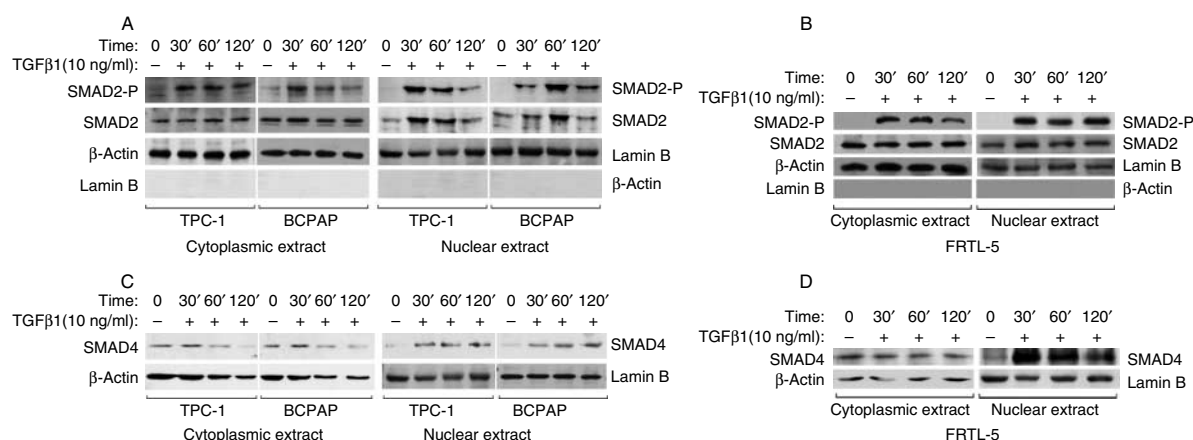 A
Time: 0 30′ 60′ 120′ 0 30′ 60′ 120′ 0 30′ 60′ 120′ 0 30′ 60′ 120′
TGFβ1(10 ng/ml): – + + + – + + + – + + + – + + +
SMAD2-P SMAD2-P
SMAD2 SMAD2
β-Actin Lamin B
Lamin B β-Actin
TPC-1 BCPAP TPC-1 BCPAP
Cytoplasmic extract Nuclear extract
B
Time: 0 30′ 60′ 120′ 0 30′ 60′ 120′
TGFβ1(10 ng/ml): – + + + – + + +
SMAD2-P SMAD2-P
SMAD2 SMAD2
β-Actin Lamin B
Lamin B β-Actin
Cytoplasmic extract Nuclear extract
FRTL-5
C
Time: 0 30′ 60′ 120′ 0 30′ 60′ 120′ 0 30′ 60′ 120′ 0 30′ 60′ 120′
TGFβ1(10 ng/ml): – + + + – + + + – + + + – + + +
SMAD4 SMAD4
β-Actin Lamin B
TPC-1 BCPAP TPC-1 BCPAP
Cytoplasmic extract Nuclear extract
D
Time: 0 30′ 60′ 120′ 0 30′ 60′ 120′
TGFβ1(10 ng/ml): – + + + – + + +
SMAD4 SMAD4
β-Actin Lamin B
Cytoplasmic extract Nuclear extract
FRTL-5